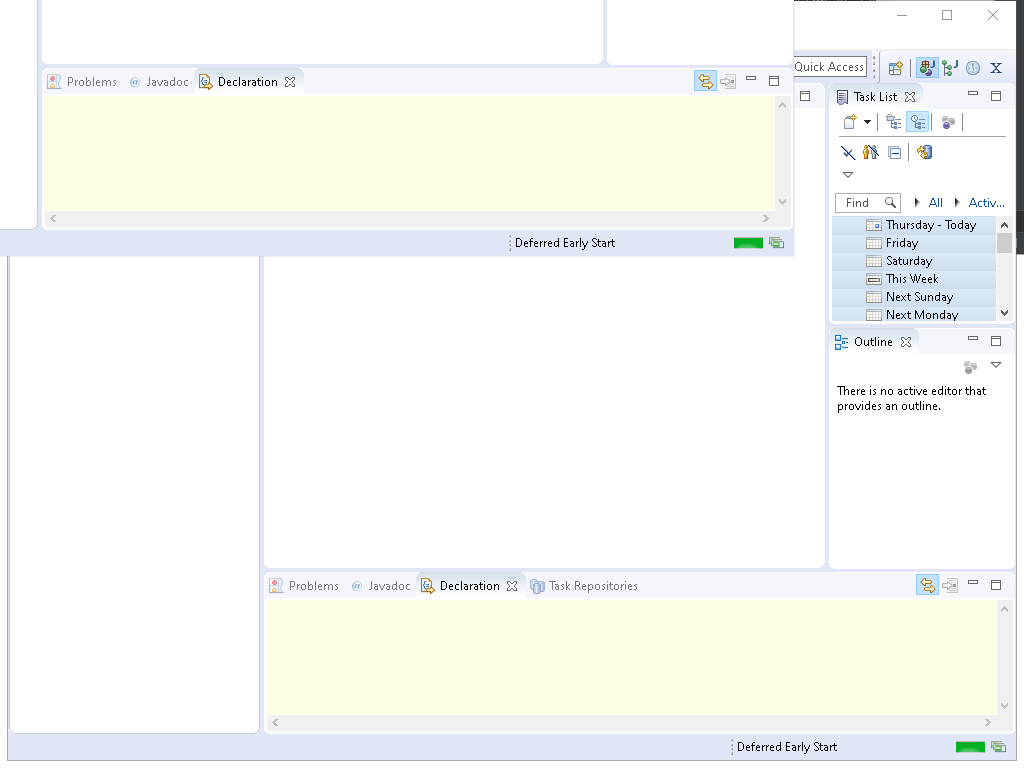 Problems @ Javadoc Declaration
Deferred Early Start
Quick Access
Task List
Find All Activ...
Thursday - Today
Friday
Saturday
This Week
Next Sunday
Next Monday
Outline
There is no active editor that
provides an outline.
Problems @ Javadoc Declaration Task Repositories
Deferred Early Start